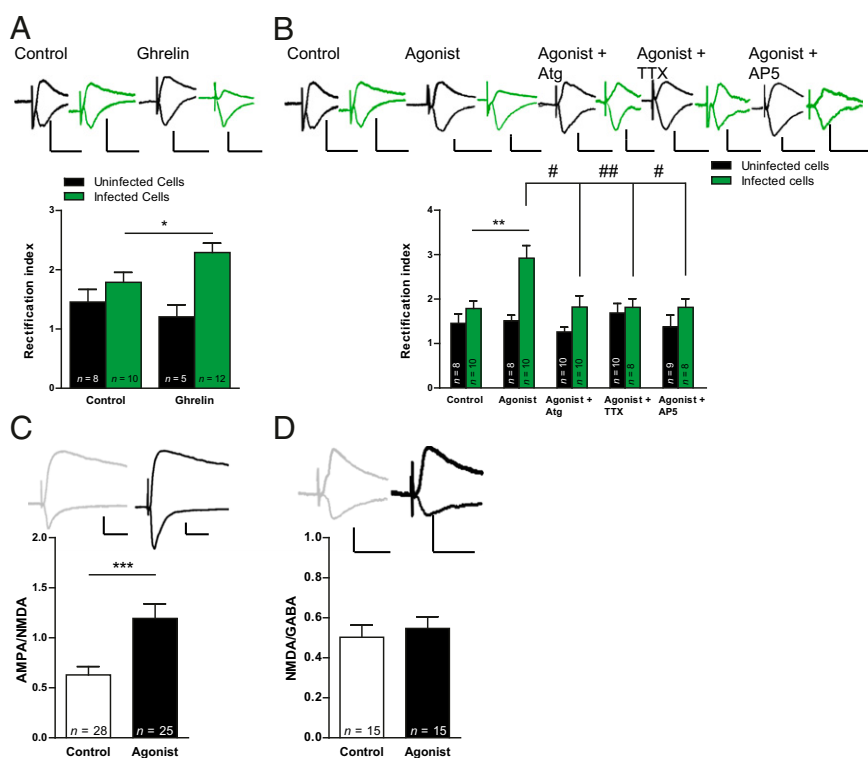 A
Control Ghrelin
Uninfected Cells
Infected Cells
3
2
1
0
Rectification index
*
n = 8 n = 10 n = 5 n = 12
Control Ghrelin
B
Control Agonist Agonist + Agonist + Agonist +
Atg TTX AP5
Uninfected cells
Infected cells
# ## #
**
4
3
2
1
0
Rectification index
n = 8 n = 10 n = 8 n = 10 n = 10 n = 10 n = 10 n = 8 n = 9 n = 8
Control Agonist Agonist + Agonist + Agonist +
Atg TTX AP5
C
2.0
1.5
1.0
0.5
0.0
AMPA/NMDA
***
n = 28 n = 25
Control Agonist
D
1.0
0.8
0.6
0.4
0.2
0.0
NMDA/GABA
n = 15 n = 15
Control Agonist